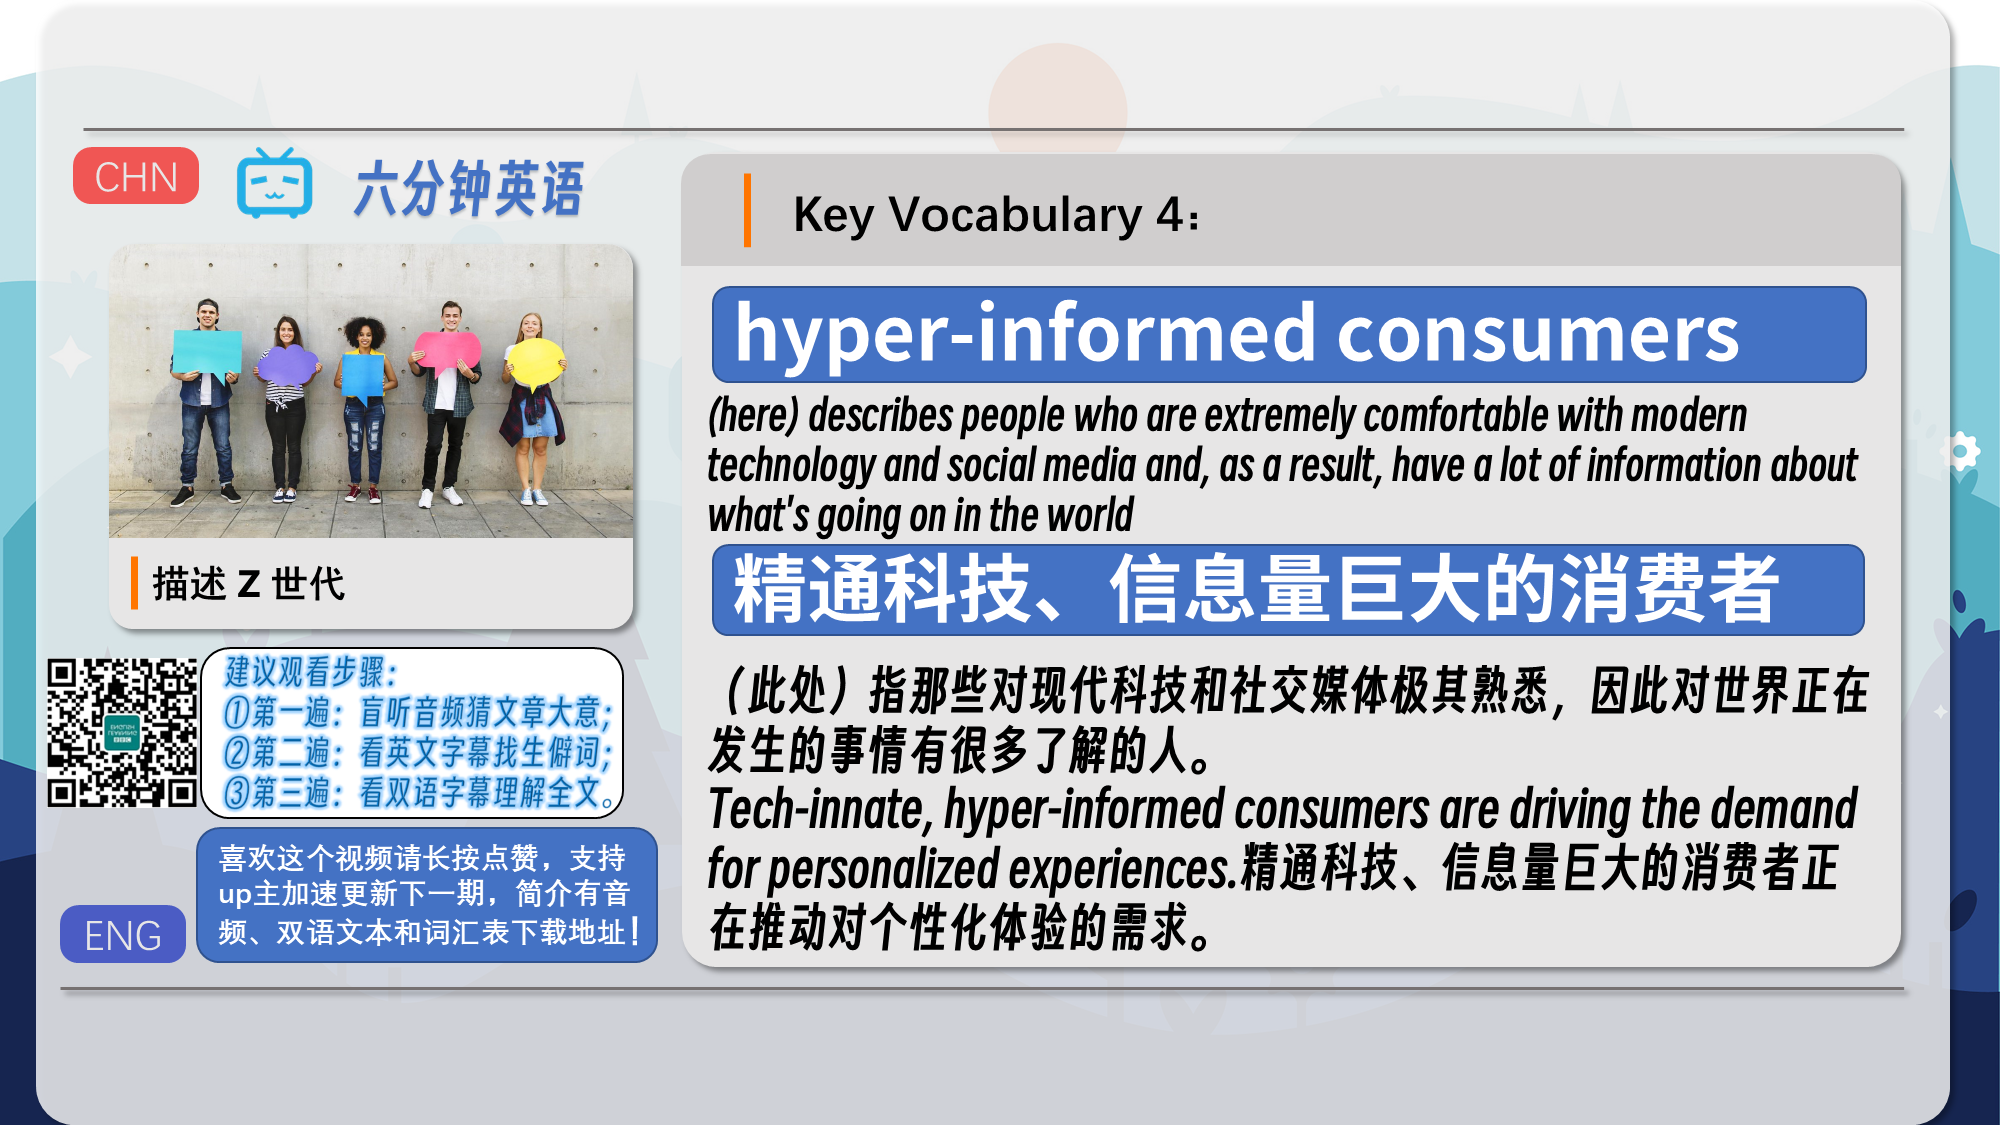 CHN
六分钟英语
描述 Z 世代
建议观看步骤：
①第一遍：盲听音频猜文章大意；
②第二遍：看英文字幕找生僻词；
③第三遍：看双语字幕理解全文。
喜欢这个视频请长按点赞，支持
up主加速更新下一期，简介有音
频、双语文本和词汇表下载地址！
ENG
Key Vocabulary 4：
hyper-informed consumers
(here) describes people who are extremely comfortable with modern
technology and social media and, as a result, have a lot of information about
what's going on in the world
精通科技、信息量巨大的消费者
（此处）指那些对现代科技和社交媒体极其熟悉，因此对世界正在
发生的事情有很多了解的人。
Tech-innate, hyper-informed consumers are driving the demand
for personalized experiences.精通科技、信息量巨大的消费者正
在推动对个性化体验的需求。